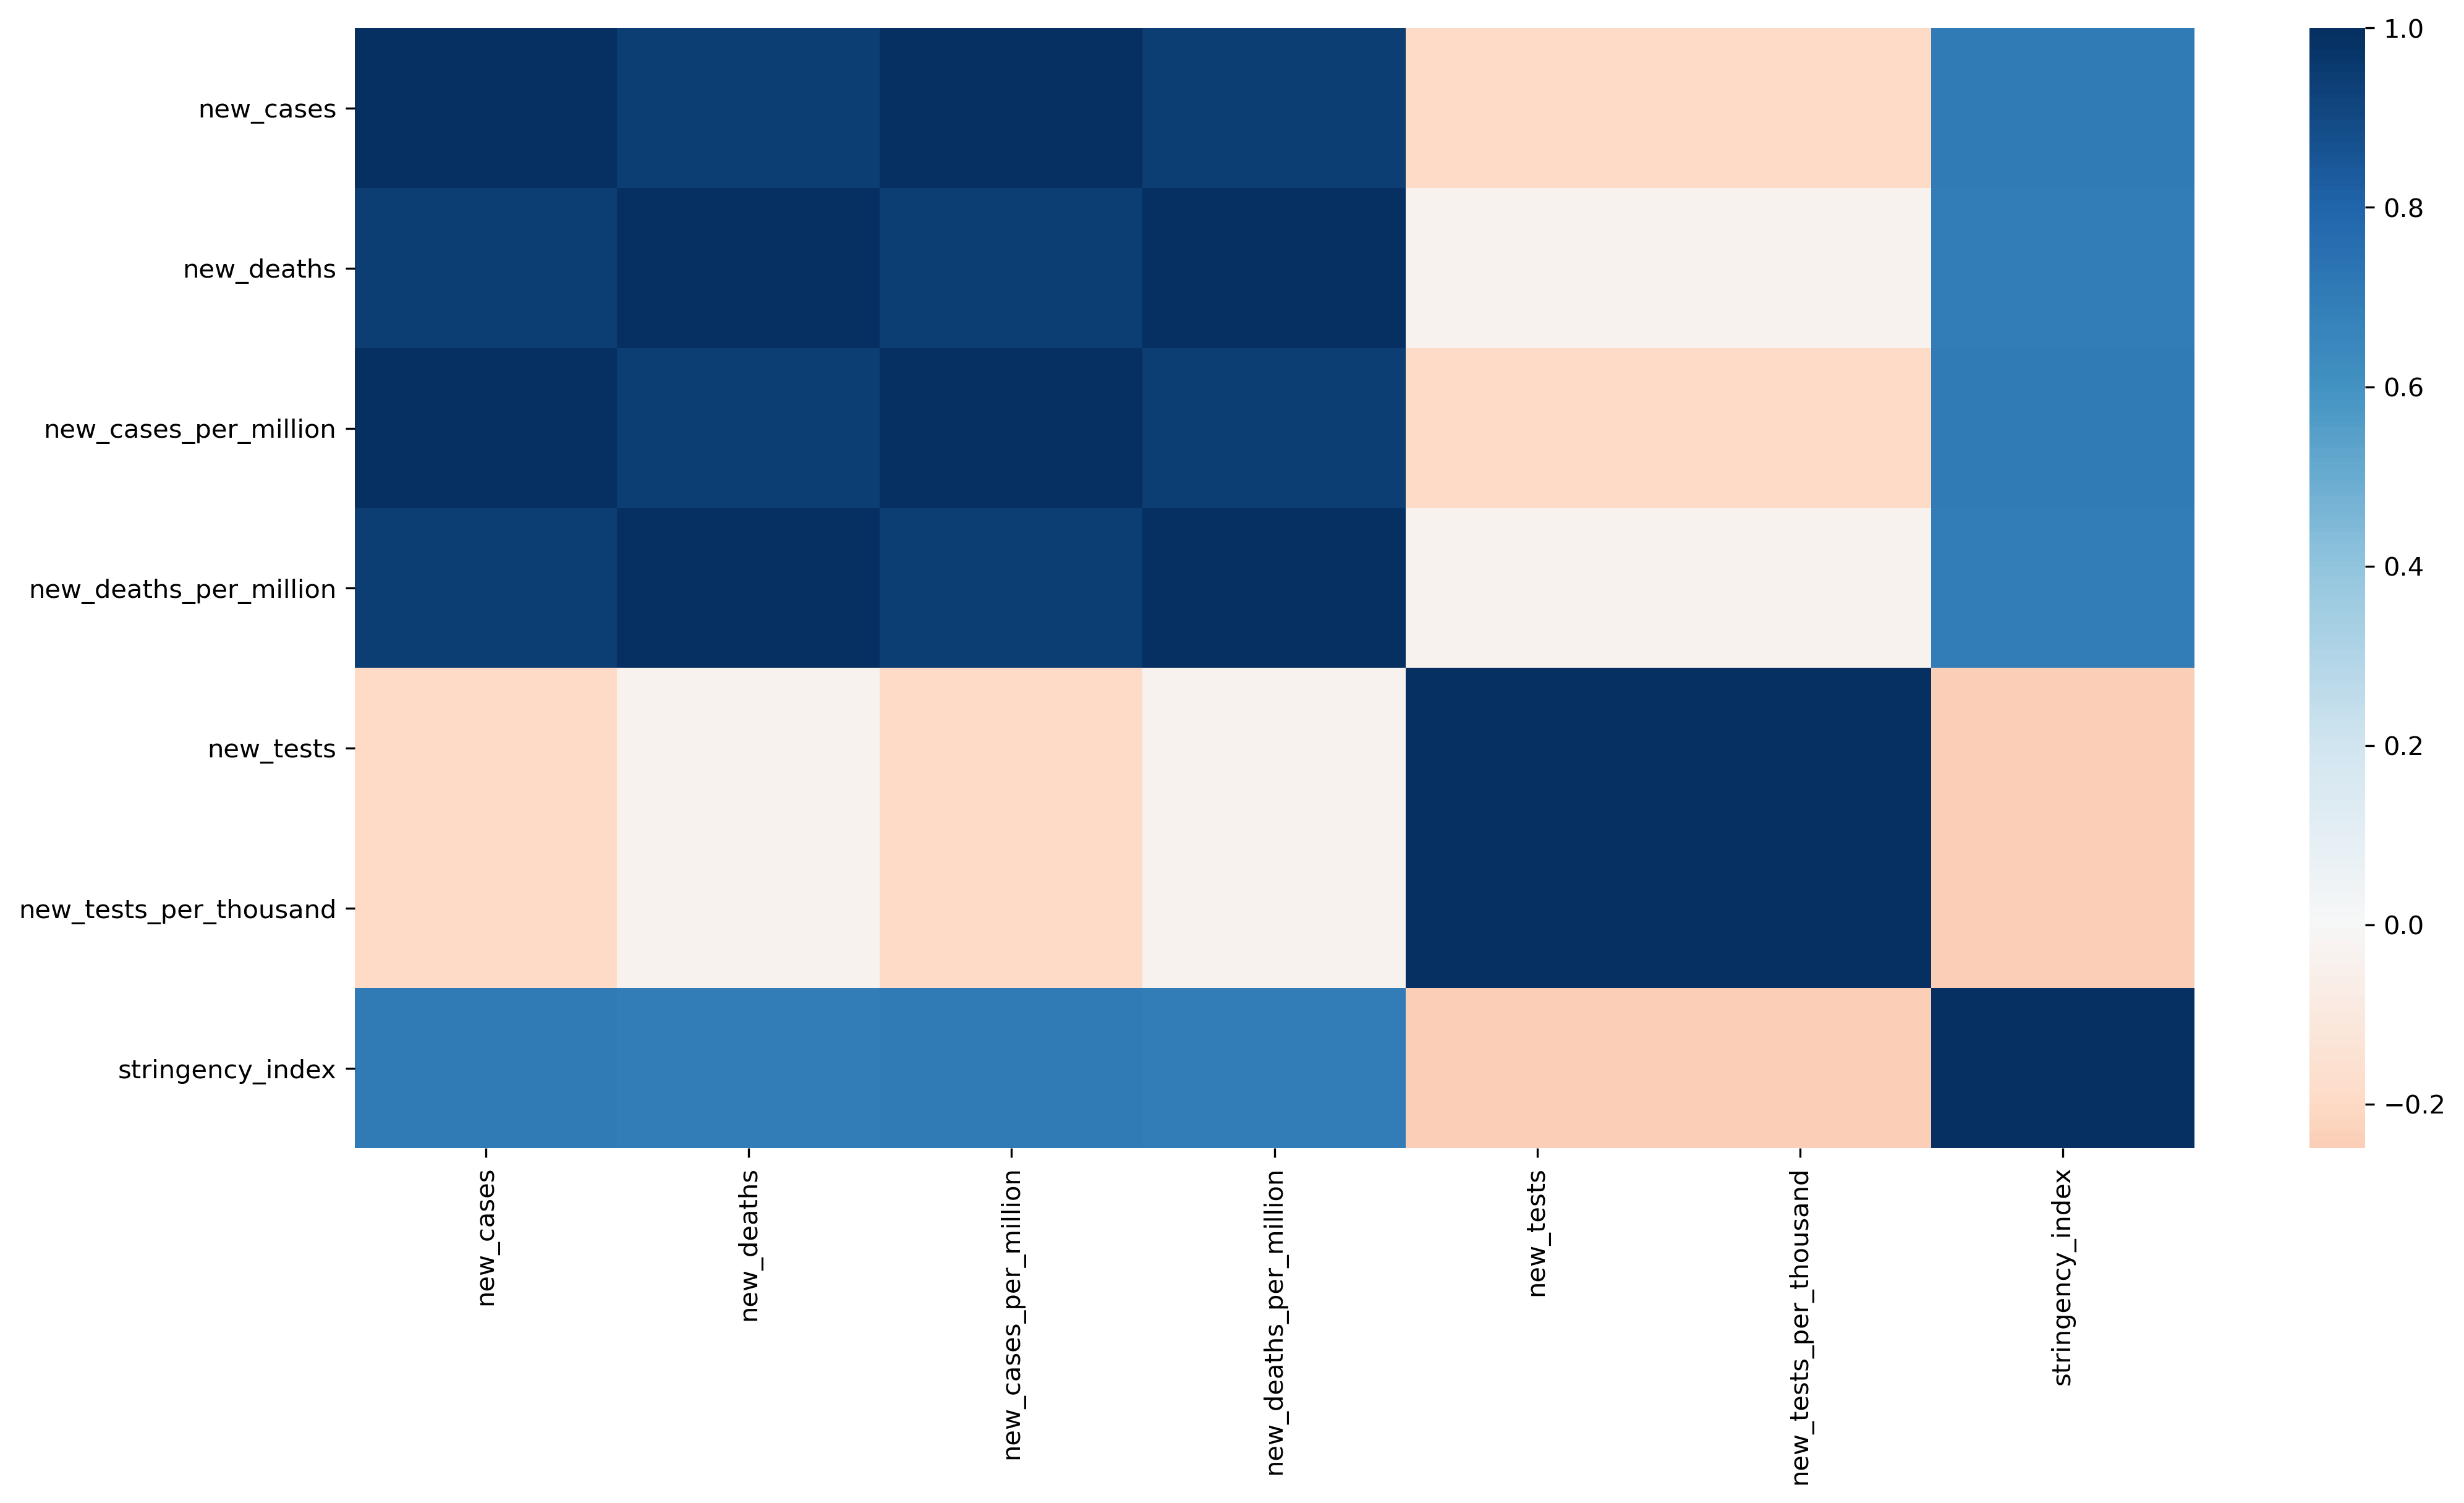 new_cases
new_deaths
new_cases_per_million
new_deaths_per_million
new_tests
new_tests_per_thousand
stringency_index
new_cases
new_deaths
new_cases_per_million
new_deaths_per_million
new_tests
new_tests_per_thousand
stringency_index
1.0
0.8
0.6
0.4
0.2
0.0
−0.2